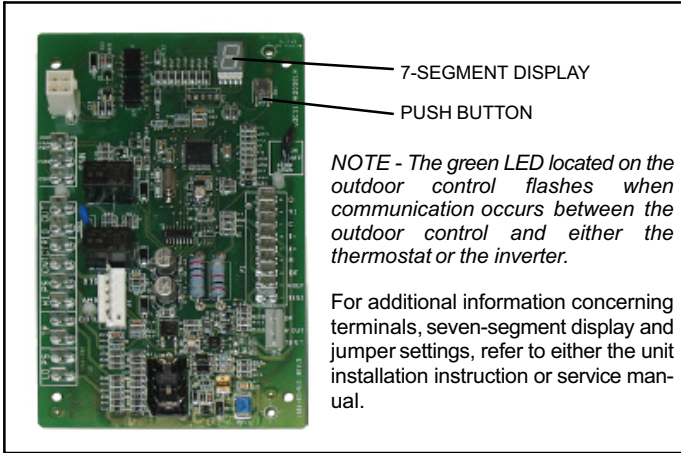 7-SEGMENT DISPLAY
PUSH BUTTON
NOTE - The green LED located on the
outdoor control flashes when
communication occurs between the
outdoor control and either the
thermostat or the inverter.
For additional information concerning
terminals, seven-segment display and
jumper settings, refer to either the unit
installation instruction or service man-
ual.